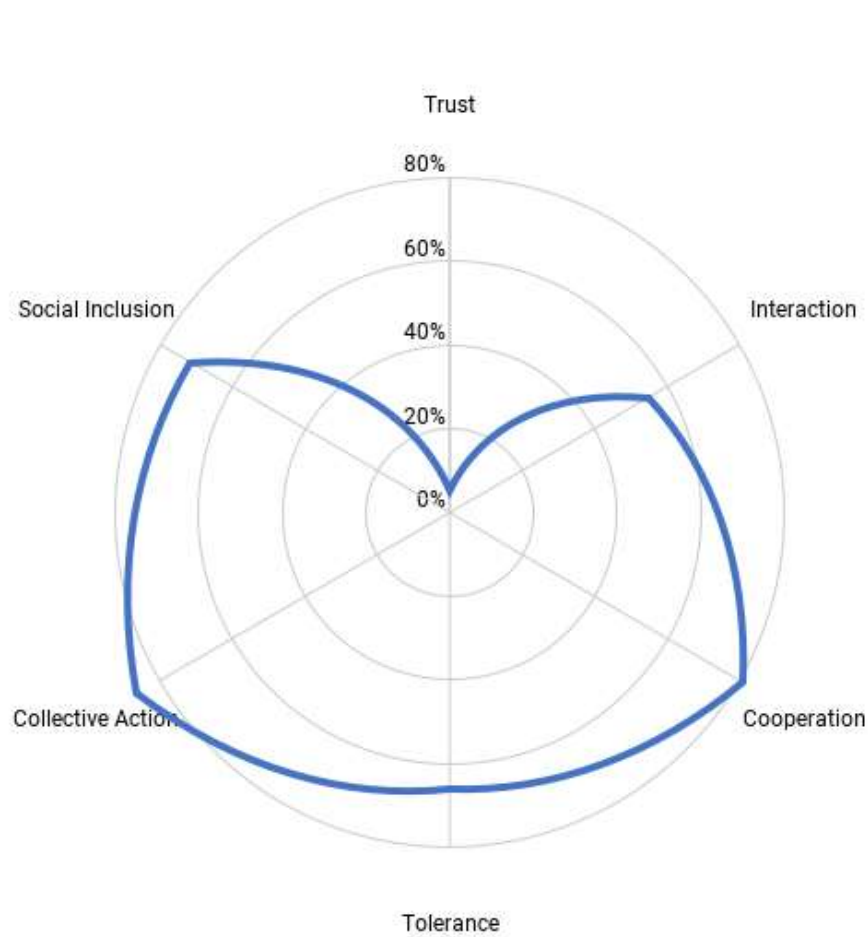 Trust
80%
60%
Social Inclusion
Interaction
40%
20%
0%
Collective Action
Cooperation
Tolerance